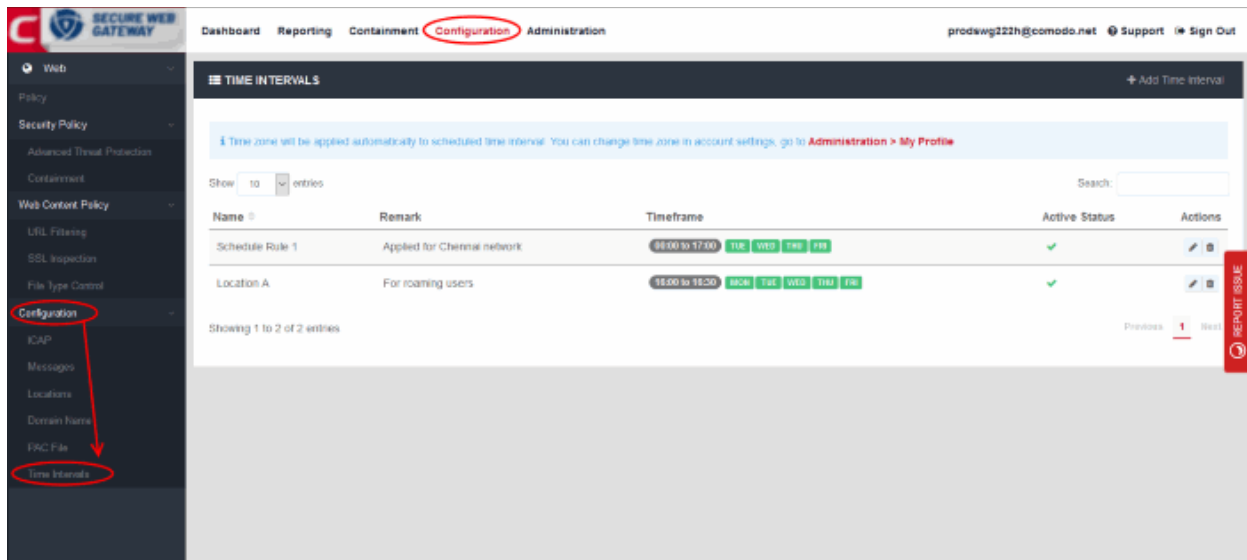 SECURE WEB
GATEWAY
Dashboard Reporting Containment Configuration Administration
prodswg222h@comodo.net Support Sign Out
Web
Policy
Security Policy
Advanced Threat Protection
Containment
Web Content Policy
URL Filtering
SSL Inspection
File Type Control
Configuration
ICAP
Messages
Locations
Domain Name
PAC File
Time Intervals
TIME INTERVALS
+ Add Time Interval
Time zone will be applied automatically to scheduled time interval. You can change time zone in account settings, go to Administration > My Profile
Show 10 entries
Search:
Name Remark Timeframe Active Status Actions
Schedule Rule 1 Applied for Chennai network to 17:00 TUE WED THU FRI
Location A For roaming users to 16:30 MON TUE WED THU FRI
Showing 1 to 2 of 2 entries
Previous 1 Next
REPORT ISSUE